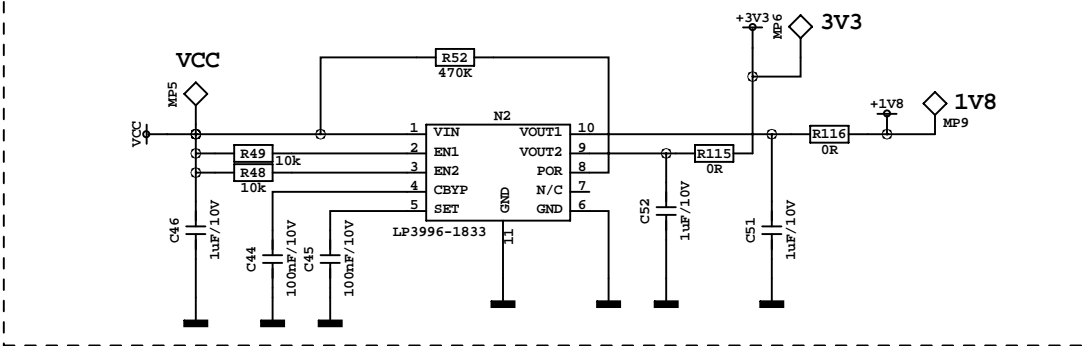 +3V3
MP6
3V3
VCC
MP5
R52
470K
+1V8
1V8
MP9
VCC
N2
1
VIN
VOUT1
10
R116
0R
R49
10k
2
EN1
VOUT2
9
R115
0R
R48
10k
3
EN2
POR
8
4
CBYP
N/C
7
5
SET
GND
GND
6
LP3996-1833
11
C46
1uF/10V
C44
100nF/10V
C45
100nF/10V
C52
1uF/10V
C51
1uF/10V